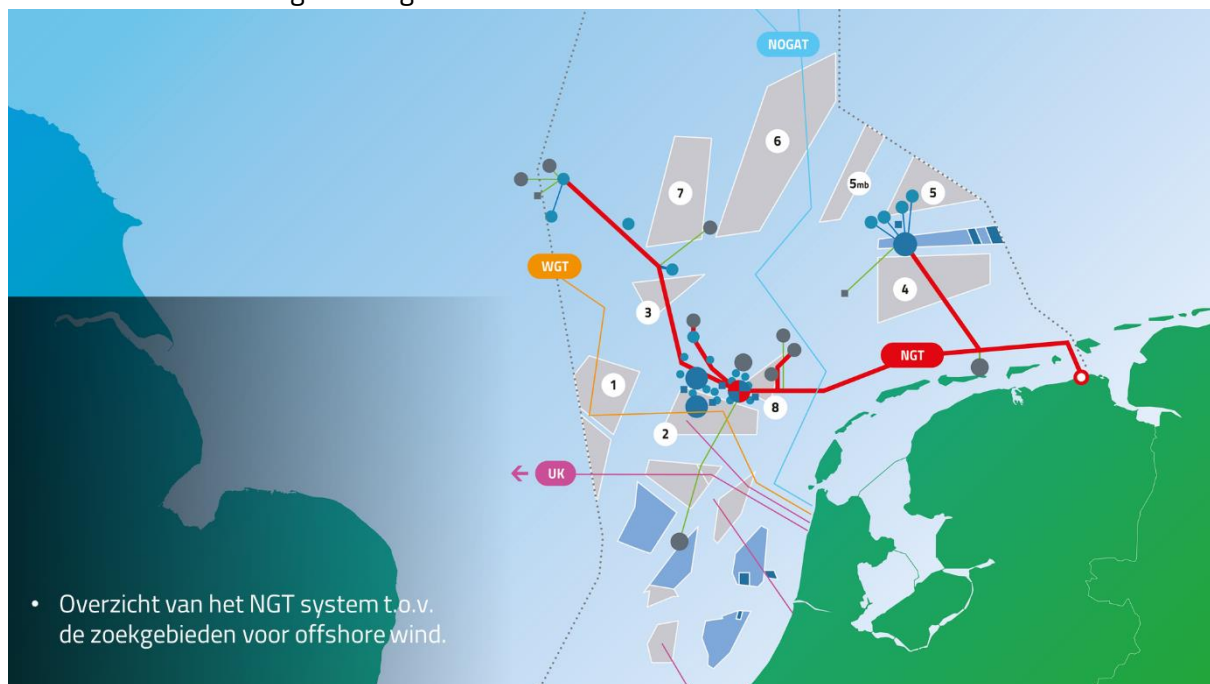 NOGAT
6
7
5mb
5
WGT
4
3
NGT
1
8
2
UK
• Overzicht van het NGT system t.o.v.
de zoekgebieden voor offshore wind.